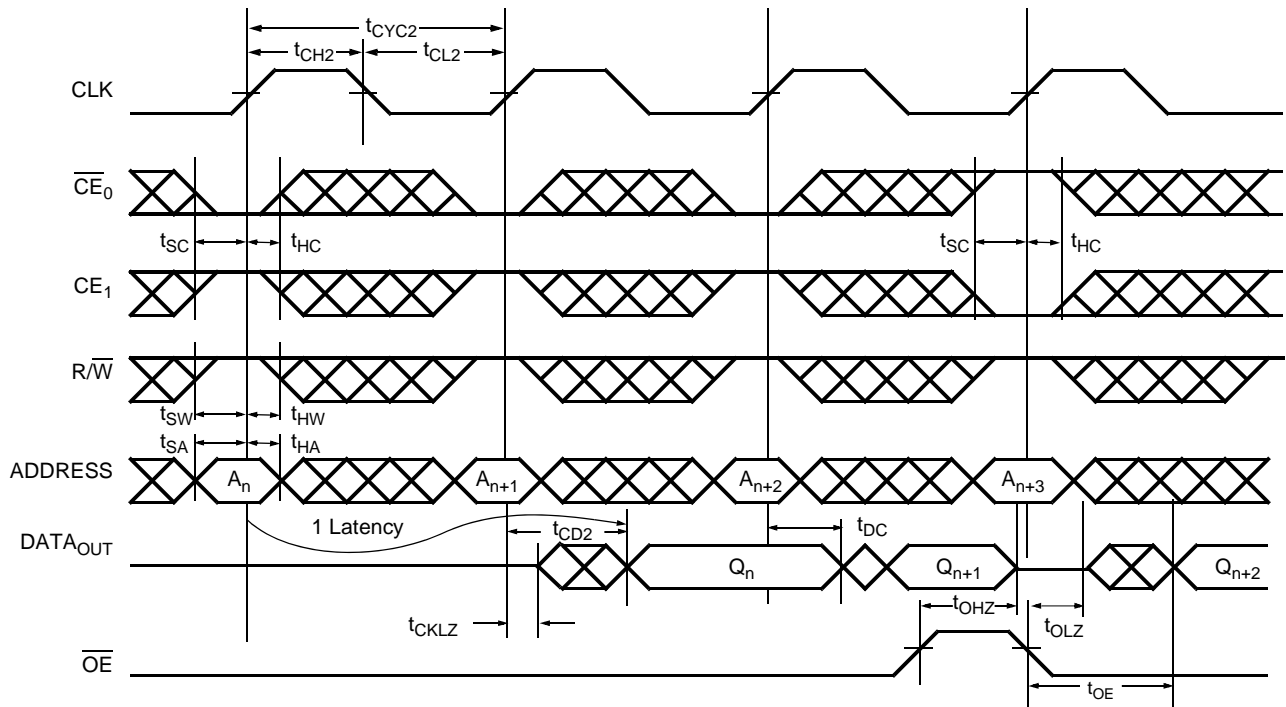 tCYC2
tCH2
tCL2
CLK
CE0
tSC
tHC
tSC
tHC
CE1
R/W
tSW
tHW
tSA
tHA
ADDRESS
An
An+1
An+2
An+3
1 Latency
tCD2
tDC
DATAOUT
Qn
Qn+1
Qn+2
tCKLZ
tOHZ
tOLZ
OE
tOE